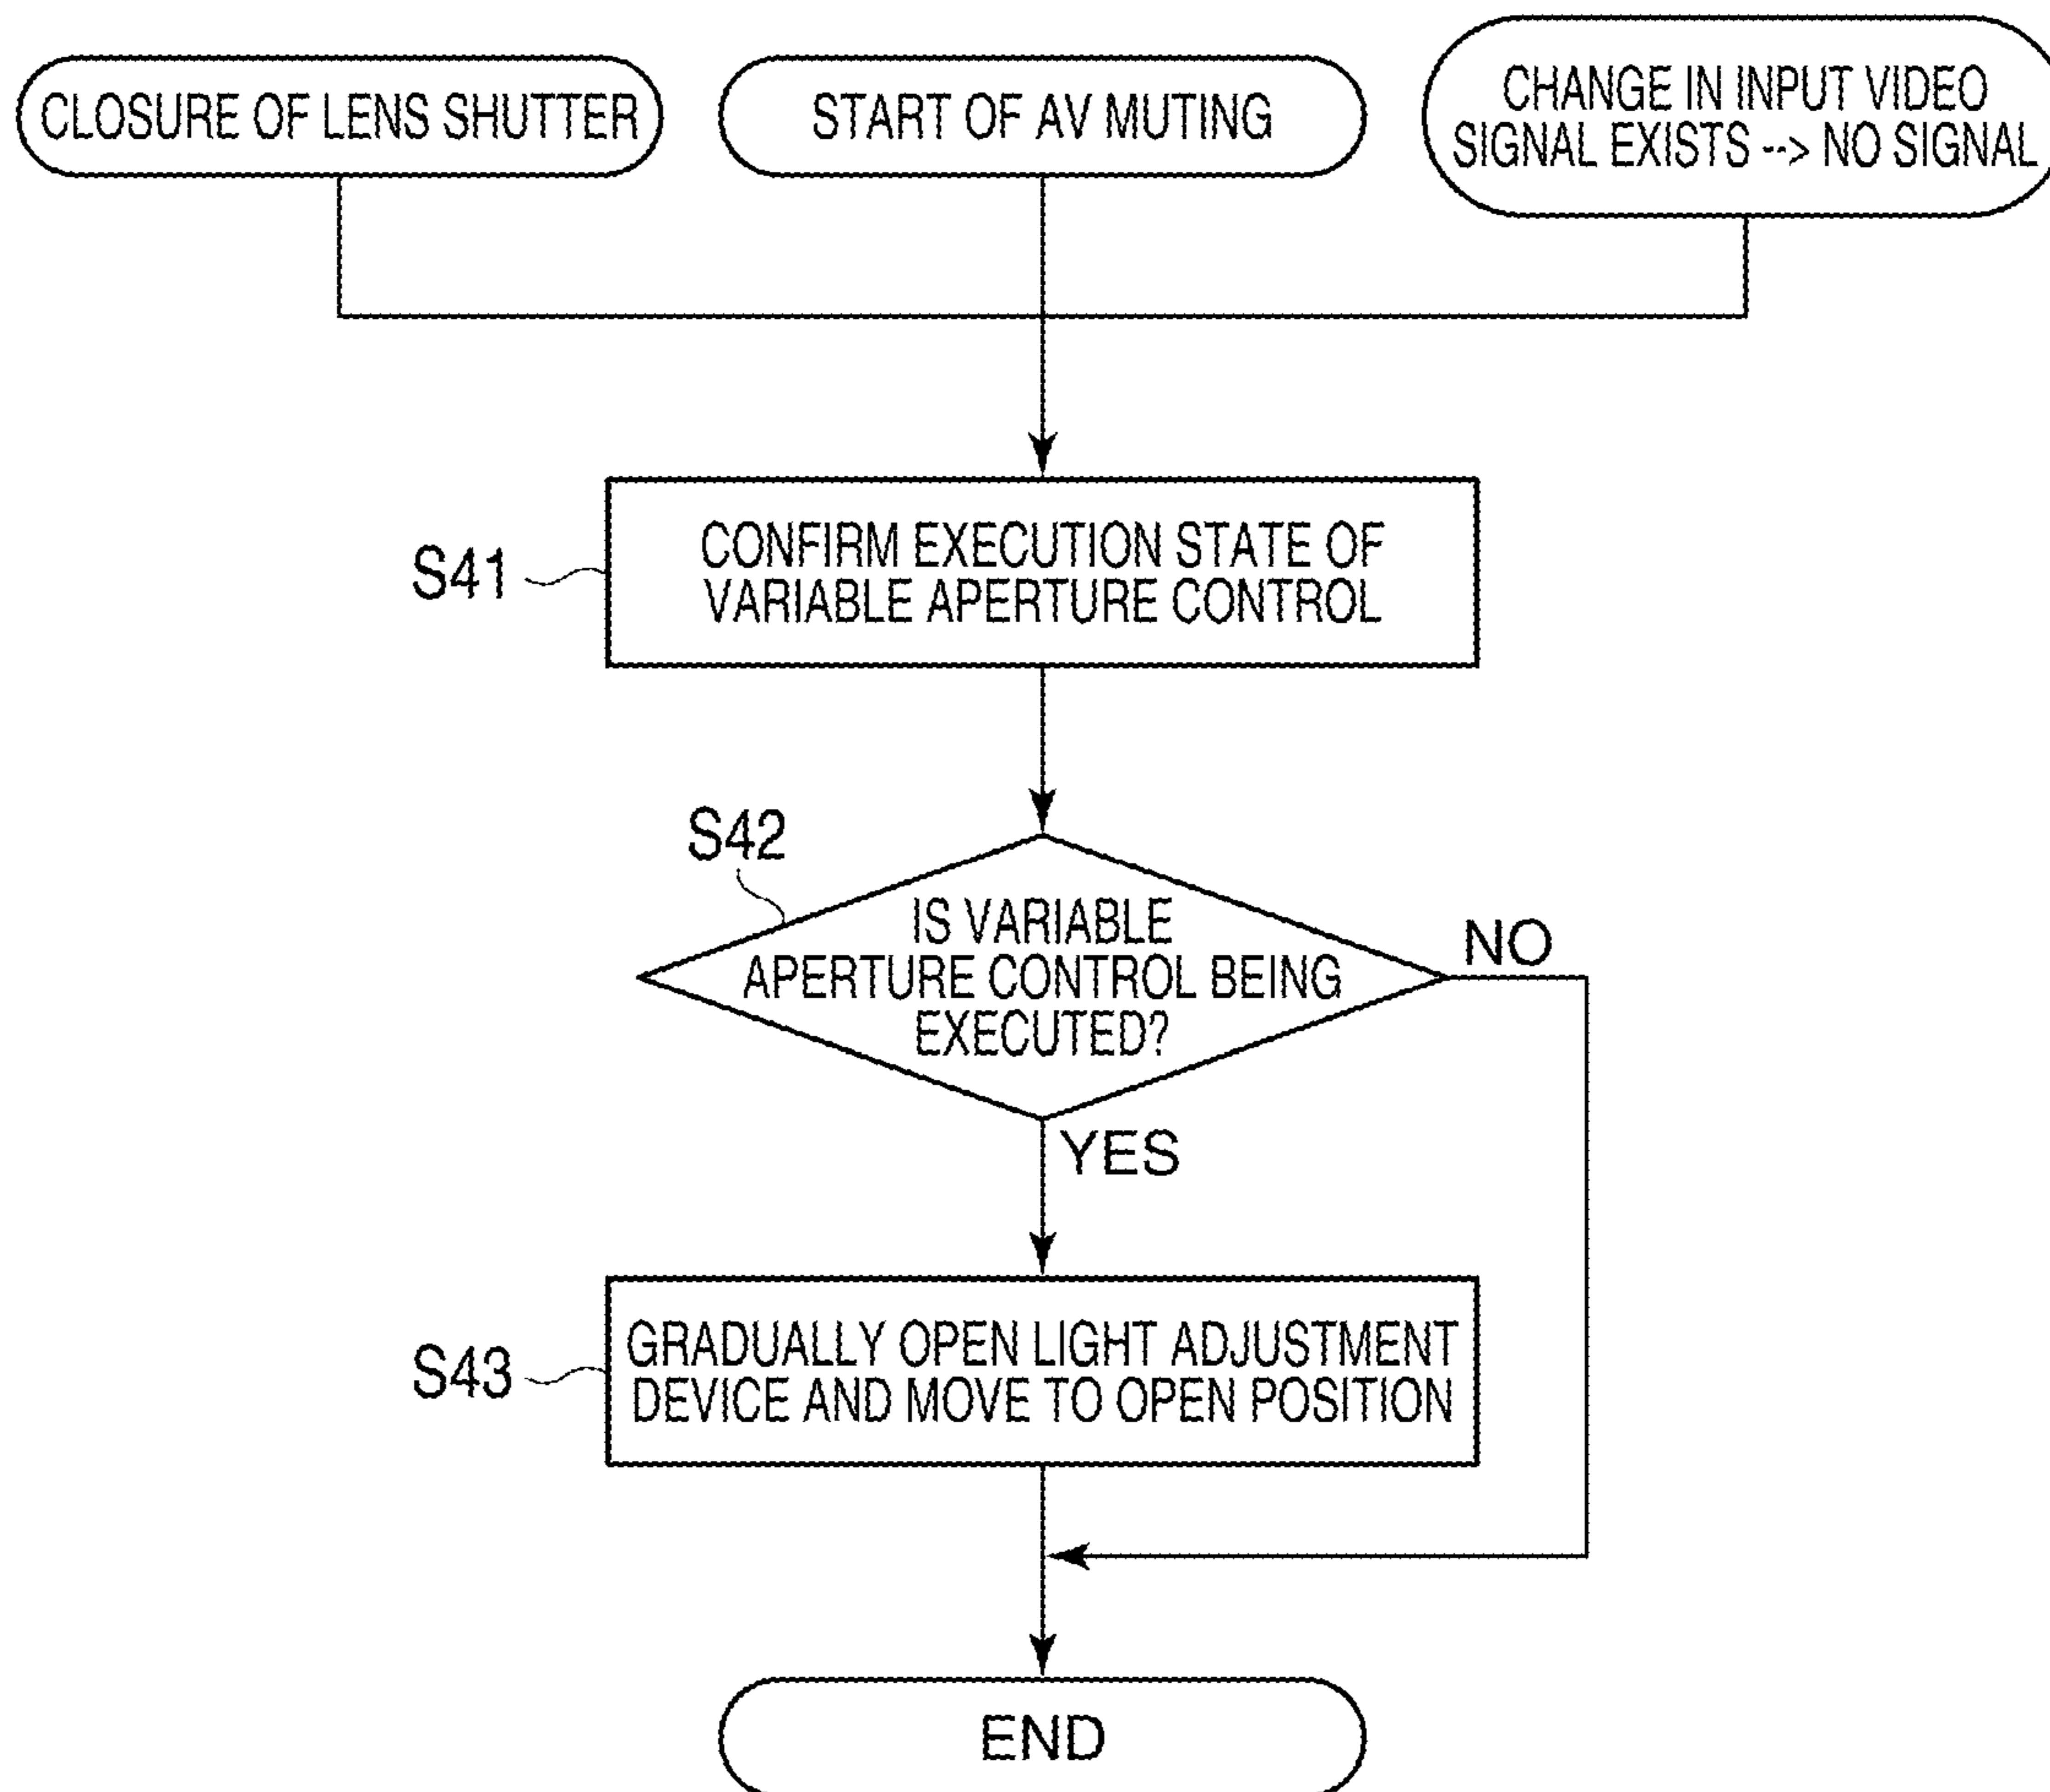 CLOSURE OF LENS SHUTTER
START OF AV MUTING
CHANGE IN INPUT VIDEO
SIGNAL EXISTS --> NO SIGNAL
S41
CONFIRM EXECUTION STATE OF
VARIABLE APERTURE CONTROL
S42
IS VARIABLE
APERTURE CONTROL BEING
EXECUTED?
NO
YES
S43
GRADUALLY OPEN LIGHT ADJUSTMENT
DEVICE AND MOVE TO OPEN POSITION
END